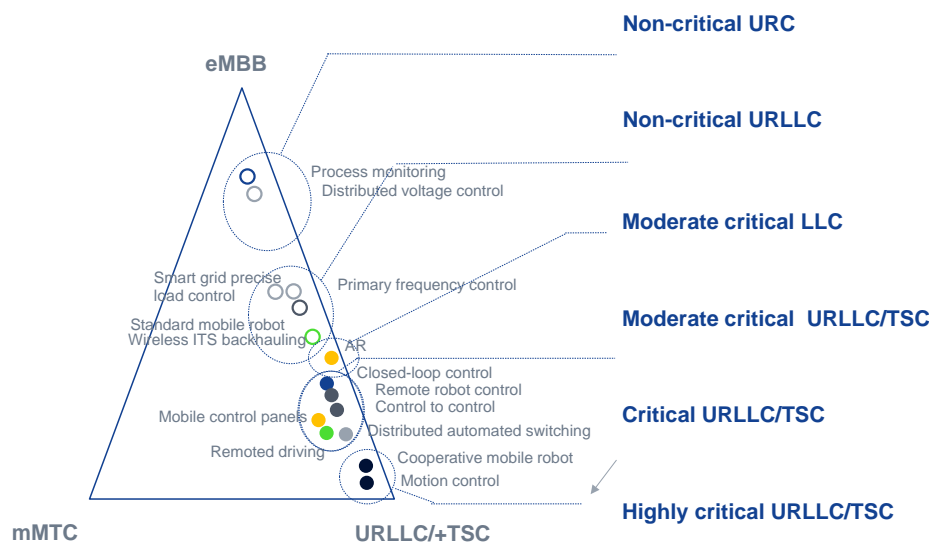 Non-critical URC
eMBB
Non-critical URLLC
Process monitoring
Distributed voltage control
Moderate critical LLC
Smart grid precise
load control
Primary frequency control
Standard mobile robot
Wireless ITS backhauling
Moderate critical URLLC/TSC
AR
Closed-loop control
Remote robot control
Control to control
Mobile control panels
Critical URLLC/TSC
Distributed automated switching
Remoted driving
Cooperative mobile robot
Motion control
Highly critical URLLC/TSC
mMTC
URLLC/+TSC